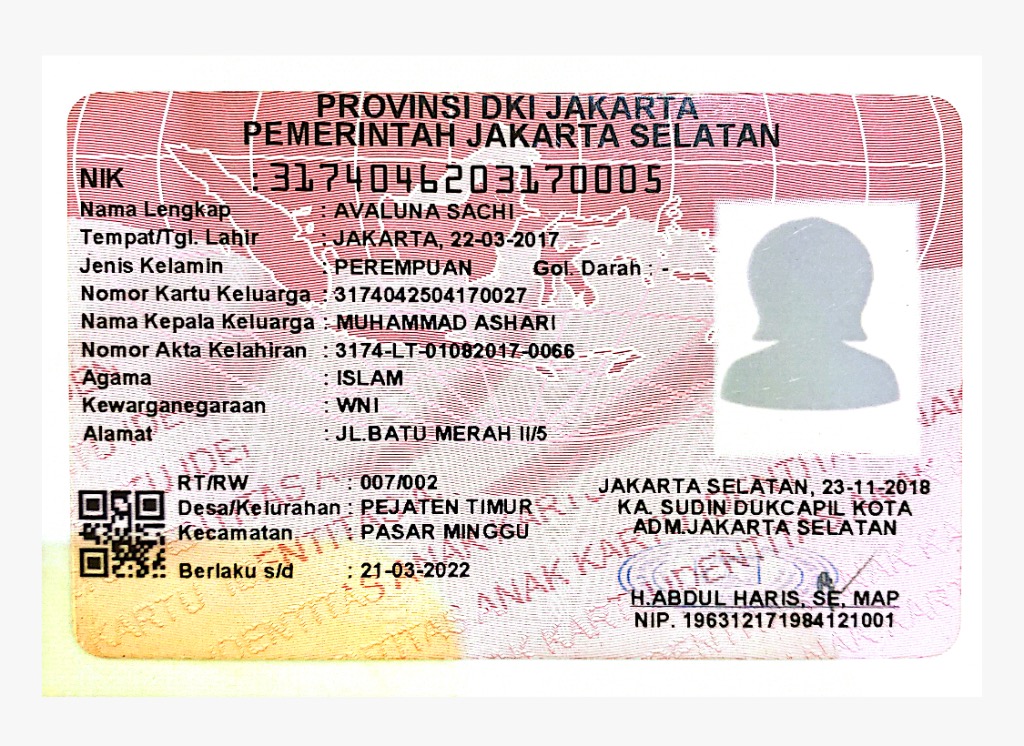 PROVINSI DKI JAKARTA
PEMERINTAH JAKARTA SELATAN
NIK : 3174046203170005
Nama Lengkap : AVALUNA SACHI
Tempat/Tgl. Lahir : JAKARTA, 22-03-2017
Jenis Kelamin : PEREMPUAN Gol. Darah : -
Nomor Kartu Keluarga : 3174042504170027
Nama Kepala Keluarga : MUHAMMAD ASHARI
Nomor Akta Kelahiran : 3174-LT-01082017-0066
Agama : ISLAM
Kewarganegaraan : WNI
Alamat : JL.BATU MERAH II/5
RT/RW : 007/002
Desa/Kelurahan : PEJATEN TIMUR
Kecamatan : PASAR MINGGU
Berlaku s/d : 21-03-2022
JAKARTA SELATAN, 23-11-2018
KA. SUDIN DUKCAPIL KOTA
ADM.JAKARTA SELATAN
H.ABDUL HARIS, SE, MAP
NIP. 196312171984121001
KARTU IDENTITAS ANAK